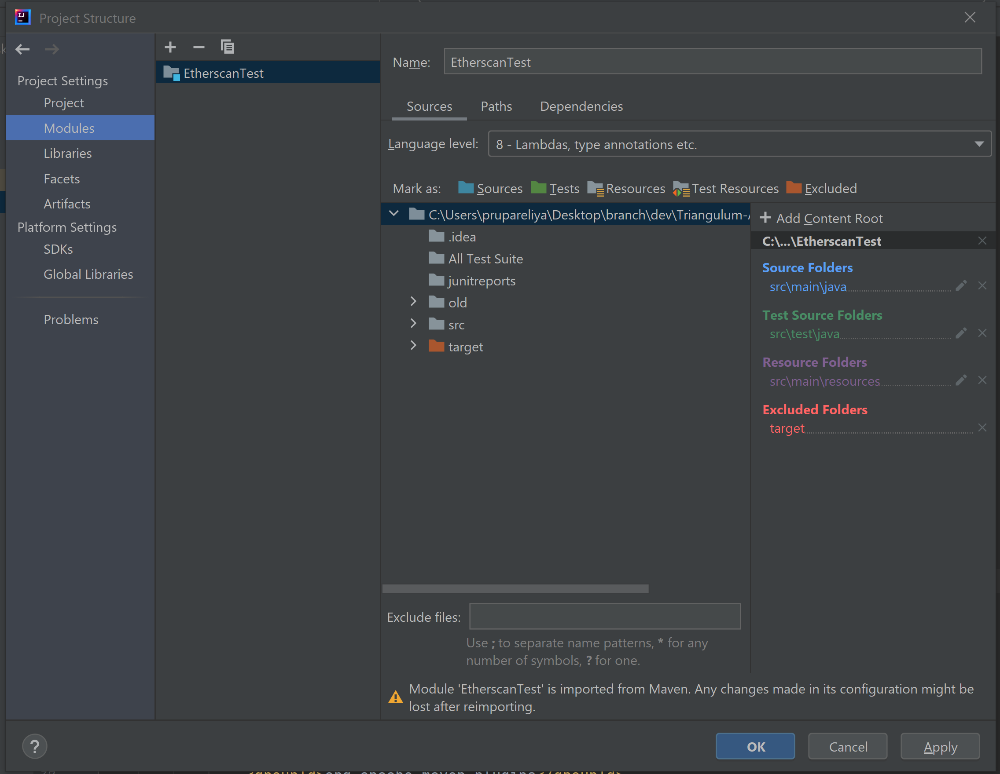 Project Structure
Project Settings
Project
Modules
Libraries
Facets
Artifacts
Platform Settings
SDKs
Global Libraries
Problems
EtherscanTest
Name: EtherscanTest
Sources Paths Dependencies
Language level: 8 - Lambdas, type annotations etc.
Mark as: Sources Tests Resources Test Resources Excluded
C:\Users\prupareliya\Desktop\branch\dev\Triangulum-
.idea
All Test Suite
junitreports
old
src
target
+ Add Content Root
C:\...\EtherscanTest
Source Folders
src\main\java
Test Source Folders
src\test\java
Resource Folders
src\main\resources
Excluded Folders
target
Exclude files:
Use ; to separate name patterns, * for any
number of symbols, ? for one.
Module 'EtherscanTest' is imported from Maven. Any changes made in its configuration might be
lost after reimporting.
? OK Cancel Apply